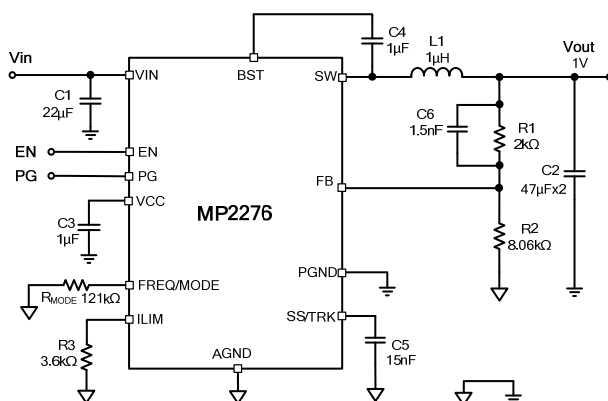 Vin
C1
22µF
EN
PG
C3
1µF
R_MODE 121kΩ
R3
3.6kΩ
VIN
BST
SW
EN
PG
VCC
FB
MP2276
FREQ/MODE
PGND
ILIM
SS/TRK
AGND
C4
1µF
L1
1µH
Vout
1V
C6
1.5nF
R1
2kΩ
C2
47µFx2
R2
8.06kΩ
C5
15nF